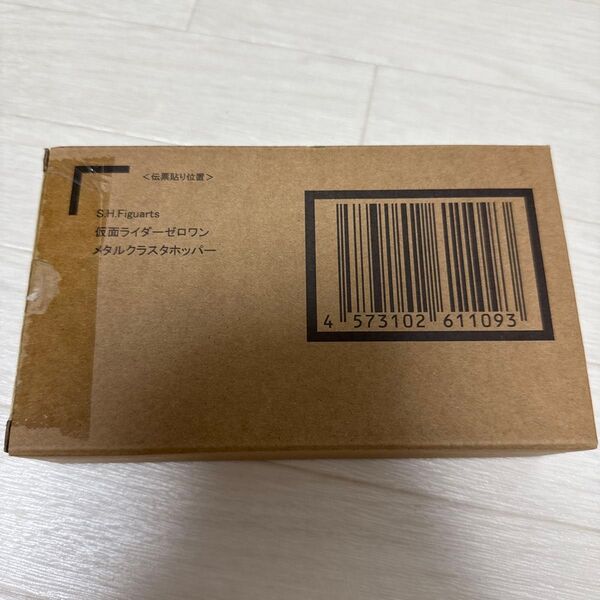 <伝票貼り位置>
S.H.Figuarts
仮面ライダーゼロワン
メタルクラスタホッパー
4 573102 611093